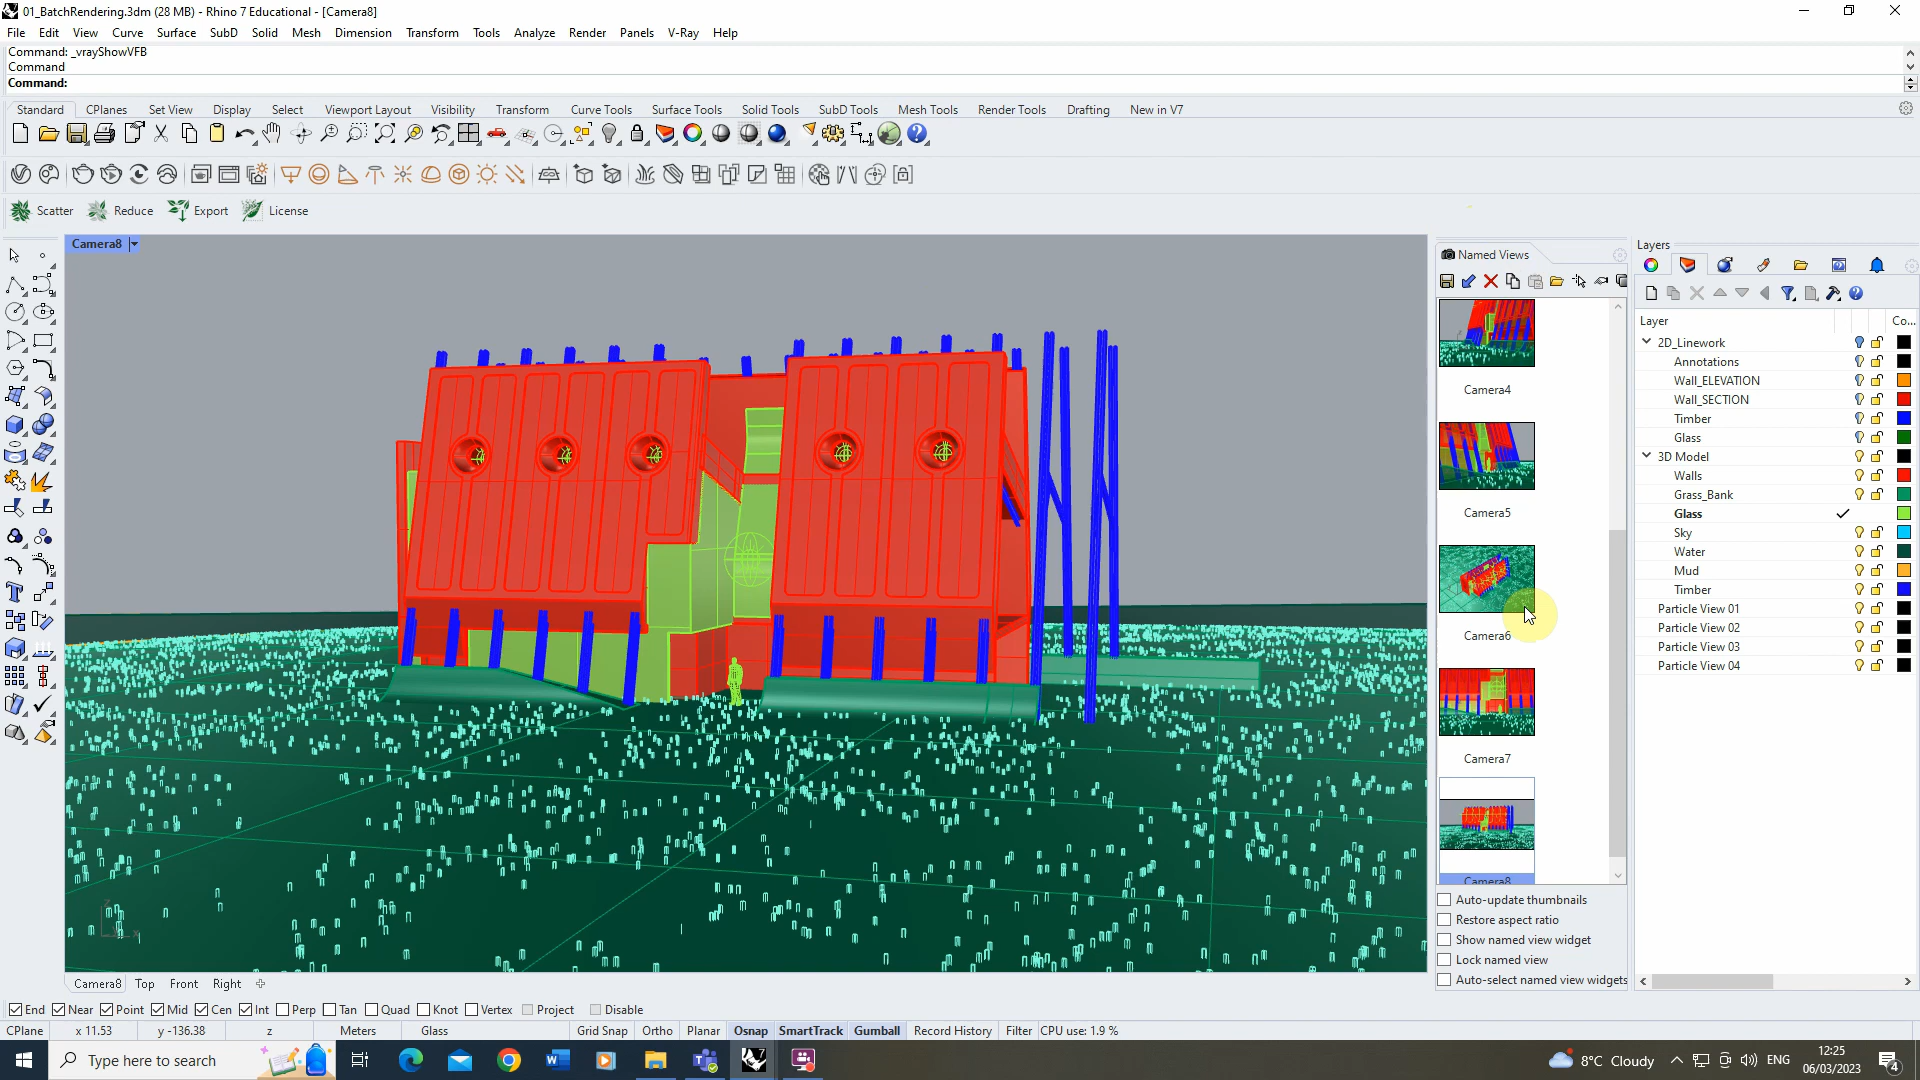 01_BatchRendering.3dm (28 MB) - Rhino 7 Educational - [Camera8]
File Edit View Curve Surface SubD Solid Mesh Dimension Transform Tools Analyze Render Panels V-Ray Help
Command: _vrayShowVFB
Command
Command:
Standard CPlanes Set View Display Select Viewport Layout Visibility Transform Curve Tools Surface Tools Solid Tools SubD Tools Mesh Tools Render Tools Drafting New in V7
Scatter Reduce Export License
Camera8
Named Views
Camera4
Camera5
Camera6
Camera7
Camera8
Auto-update thumbnails
Restore aspect ratio
Show named view widget
Lock named view
Auto-select named view widgets
Layers
Layer Co...
2D_Linework
Annotations
Wall_ELEVATION
Wall_SECTION
Timber
Glass
3D Model
Walls
Grass_Bank
Glass
Sky
Water
Mud
Timber
Particle View 01
Particle View 02
Particle View 03
Particle View 04
Camera8 Top Front Right
End Near Point Mid Cen Int Perp Tan Quad Knot Vertex Project Disable
CPlane x 11.53 y -136.38 z Meters Glass Grid Snap Ortho Planar Osnap SmartTrack Gumball Record History Filter CPU use: 1.9 %
Type here to search
8°C Cloudy
ENG
12:25
06/03/2023
4